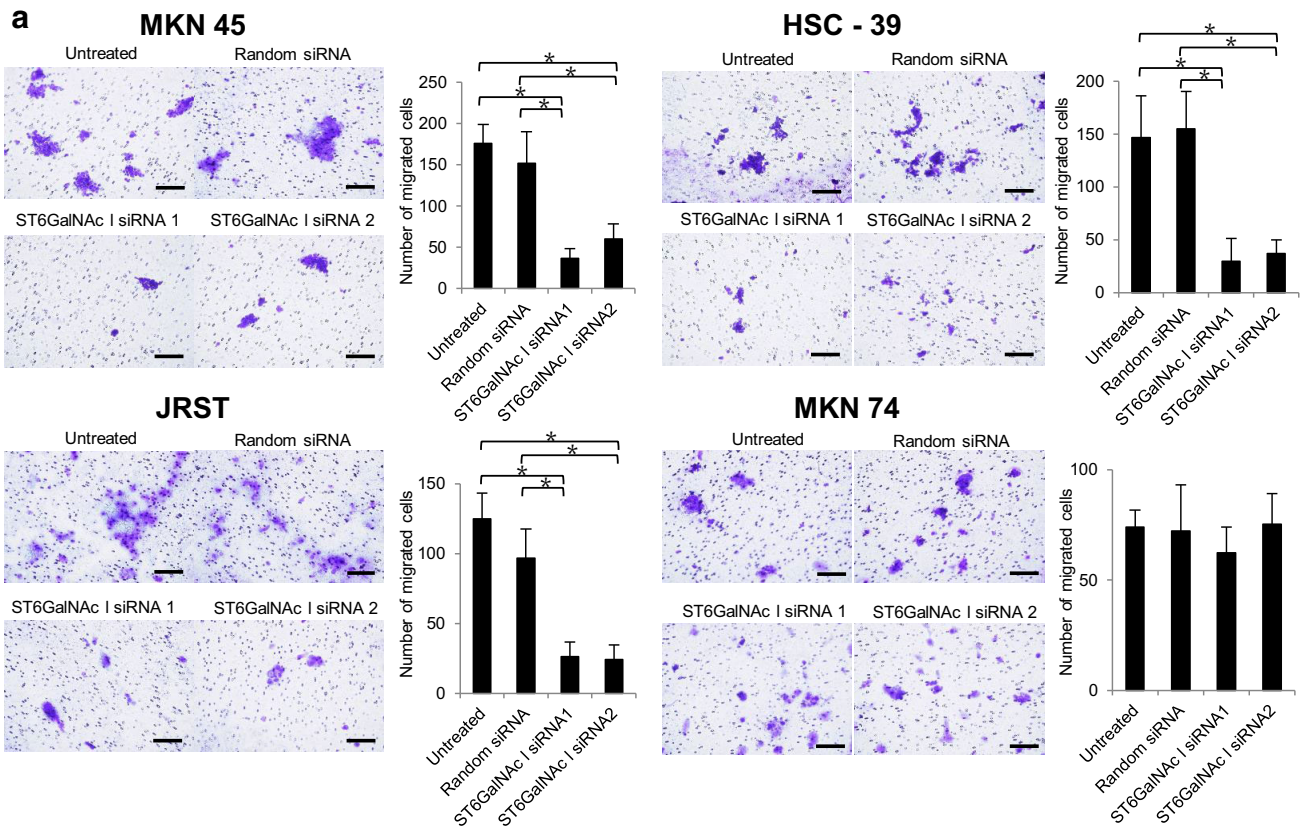 a
MKN 45
Untreated
Random siRNA
ST6GalNAc I siRNA 1
ST6GalNAc I siRNA 2
Number of migrated cells
250
200
150
100
50
0
*
*
*
*
Untreated
Random siRNA
ST6GalNAc I siRNA1
ST6GalNAc I siRNA2
HSC - 39
Untreated
Random siRNA
ST6GalNAc I siRNA 1
ST6GalNAc I siRNA 2
Number of migrated cells
200
150
100
50
0
*
*
*
*
Untreated
Random siRNA
ST6GalNAc I siRNA1
ST6GalNAc I siRNA2
JRST
Untreated
Random siRNA
ST6GalNAc I siRNA 1
ST6GalNAc I siRNA 2
Number of migrated cells
150
100
50
0
*
*
*
*
Untreated
Random siRNA
ST6GalNAc I siRNA1
ST6GalNAc I siRNA2
MKN 74
Untreated
Random siRNA
ST6GalNAc I siRNA 1
ST6GalNAc I siRNA 2
Number of migrated cells
100
50
0
Untreated
Random siRNA
ST6GalNAc I siRNA1
ST6GalNAc I siRNA2